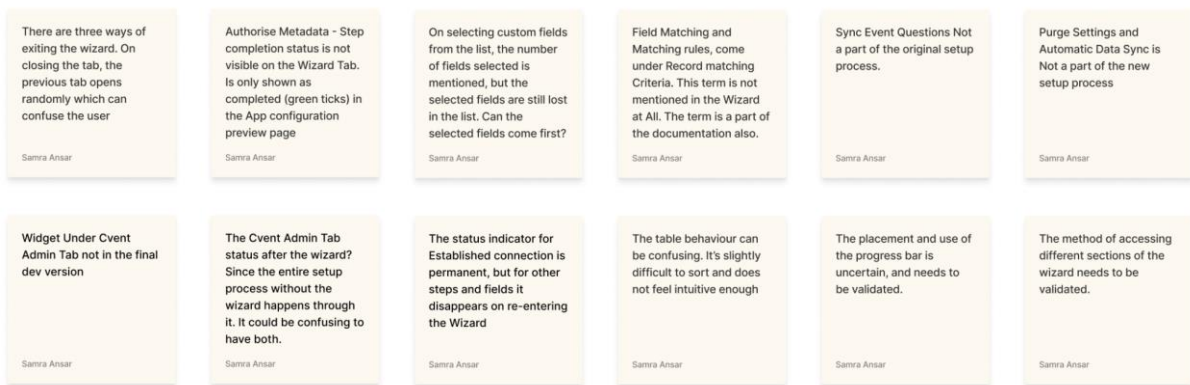 There are three ways of
exiting the wizard. On
closing the tab, the
previous tab opens
randomly which can
confuse the user
Samra Ansar
Authorise Metadata - Step
completion status is not
visible on the Wizard Tab.
Is only shown as
completed (green ticks) in
the App configuration
preview page
Samra Ansar
On selecting custom fields
from the list, the number
of fields selected is
mentioned, but the
selected fields are still lost
in the list. Can the
selected fields come first?
Samra Ansar
Field Matching and
Matching rules, come
under Record matching
Criteria. This term is not
mentioned in the Wizard
at All. The term is a part of
the documentation also.
Samra Ansar
Sync Event Questions Not
a part of the original setup
process.
Samra Ansar
Purge Settings and
Automatic Data Sync is
Not a part of the new
setup process
Samra Ansar
Widget Under Cvent
Admin Tab not in the final
dev version
Samra Ansar
The Cvent Admin Tab
status after the wizard?
Since the entire setup
process without the
wizard happens through
it. It could be confusing to
have both.
Samra Ansar
The status indicator for
Established connection is
permanent, but for other
steps and fields it
disappears on re-entering
the Wizard
Samra Ansar
The table behaviour can
be confusing. It's slightly
difficult to sort and does
not feel intuitive enough
Samra Ansar
The placement and use of
the progress bar is
uncertain, and needs to
be validated.
Samra Ansar
The method of accessing
different sections of the
wizard needs to be
validated.
Samra Ansar